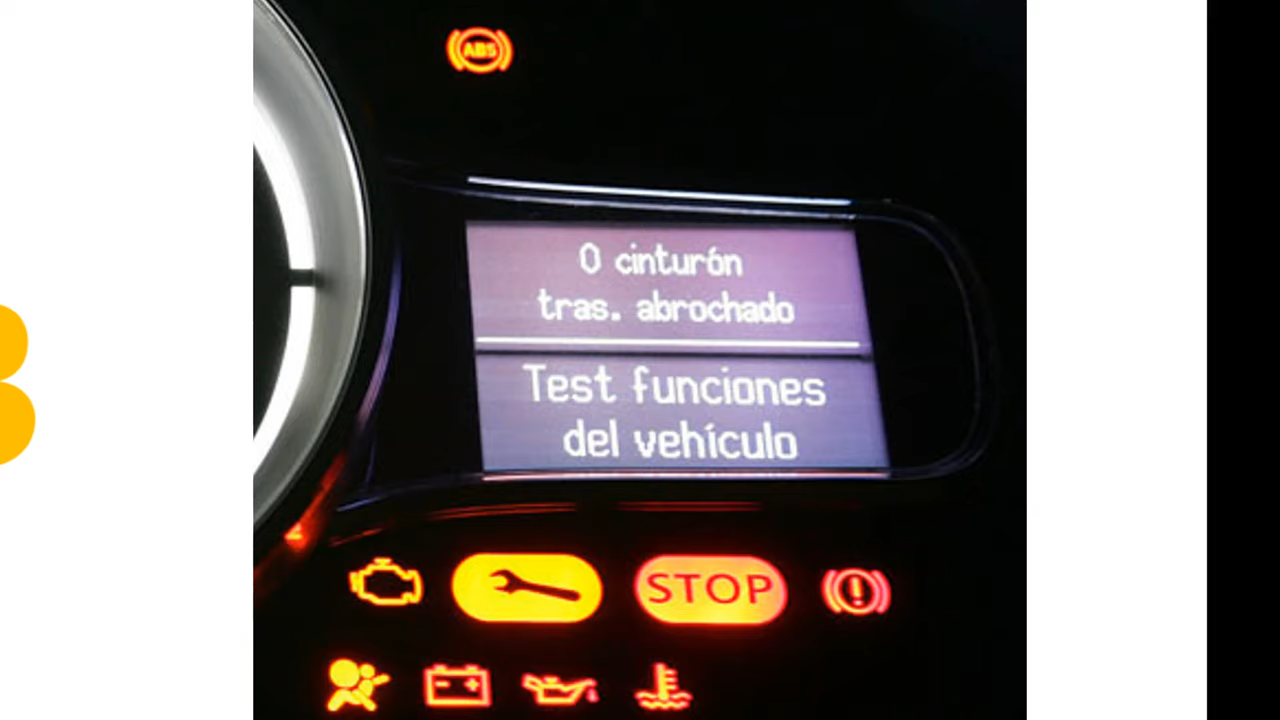 ABS
0 cinturón
tras. abrochado
Test funciones
del vehículo
STOP